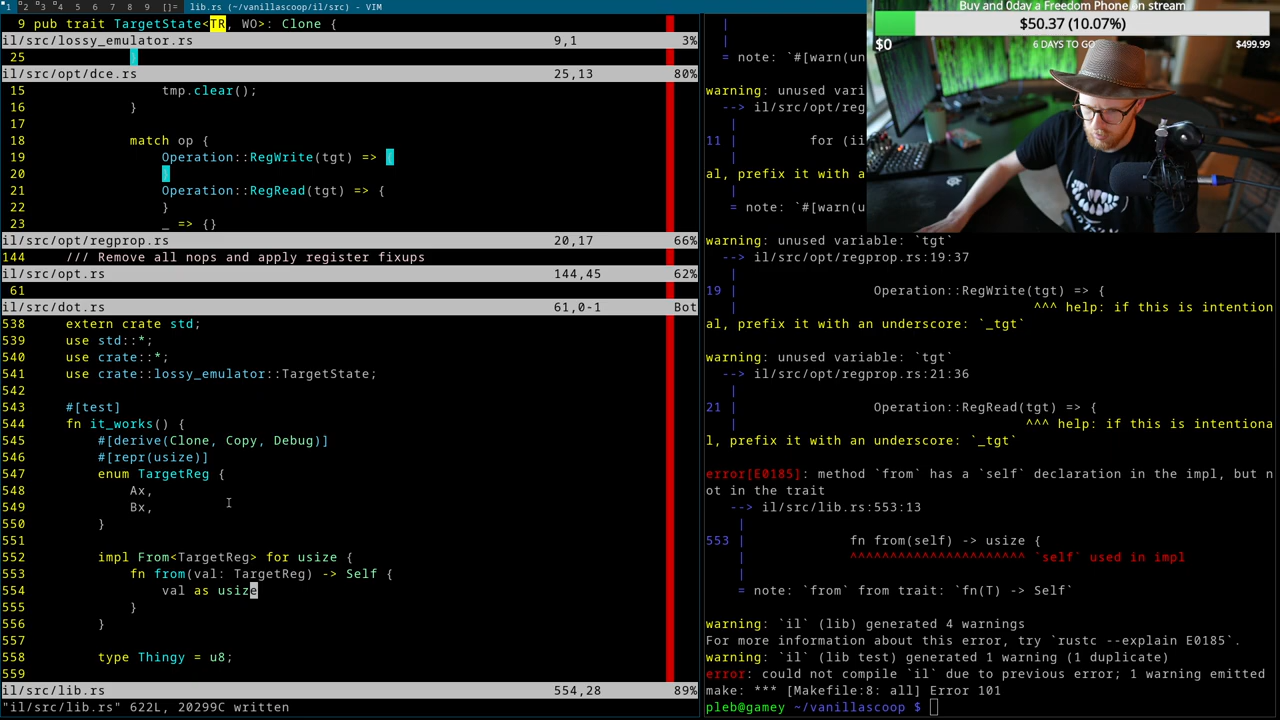 1 2 3 4 5 6 7 8 9 []= lib.rs (~/vanillascoop/il/src) - VIM
9 pub trait TargetState<TR, WO>: Clone {
il/src/lossy_emulator.rs 9,1 3%
25 }
il/src/opt/dce.rs 25,13 80%
15 tmp.clear();
16 }
17
18 match op {
19 Operation::RegWrite(tgt) => {
20 }
21 Operation::RegRead(tgt) => {
22 }
23 _ => {}
il/src/opt/regprop.rs 20,17 66%
144 /// Remove all nops and apply register fixups
il/src/opt.rs 144,45 62%
61
il/src/dot.rs 61,0-1 Bot
538 extern crate std;
539 use std::*;
540 use crate::*;
541 use crate::lossy_emulator::TargetState;
542
543 #[test]
544 fn it_works() {
545 #[derive(Clone, Copy, Debug)]
546 #[repr(usize)]
547 enum TargetReg {
548 Ax,
549 Bx,
550 }
551
552 impl From<TargetReg> for usize {
553 fn from(val: TargetReg) -> Self {
554 val as usize
555 }
556 }
557
558 type Thingy = u8;
559
il/src/lib.rs 554,28 89%
"il/src/lib.rs" 622L, 20299C written
|
|
= note: `#[warn(un
warning: unused vari
--> il/src/opt/reg
|
11 | for (ii
al, prefix it with a
|
= note: `#[warn(u
warning: unused variable: `tgt`
--> il/src/opt/regprop.rs:19:37
|
19 | Operation::RegWrite(tgt) => {
^^^ help: if this is intention
al, prefix it with an underscore: `_tgt`
warning: unused variable: `tgt`
--> il/src/opt/regprop.rs:21:36
|
21 | Operation::RegRead(tgt) => {
^^^ help: if this is intentiona
l, prefix it with an underscore: `_tgt`
error[E0185]: method `from` has a `self` declaration in the impl, but n
ot in the trait
--> il/src/lib.rs:553:13
|
553 | fn from(self) -> usize {
| ^^^^^^^^^^^^^^^^^^^^^^ `self` used in impl
|
= note: `from` from trait: `fn(T) -> Self`
warning: `il` (lib) generated 4 warnings
For more information about this error, try `rustc --explain E0185`.
warning: `il` (lib test) generated 1 warning (1 duplicate)
error: could not compile `il` due to previous error; 1 warning emitted
make: *** [Makefile:8: all] Error 101
pleb@gamey ~/vanillascoop $
Buy and 0day a Freedom Phone on stream
$50.37 (10.07%)
$0 6 DAYS TO GO $499.99